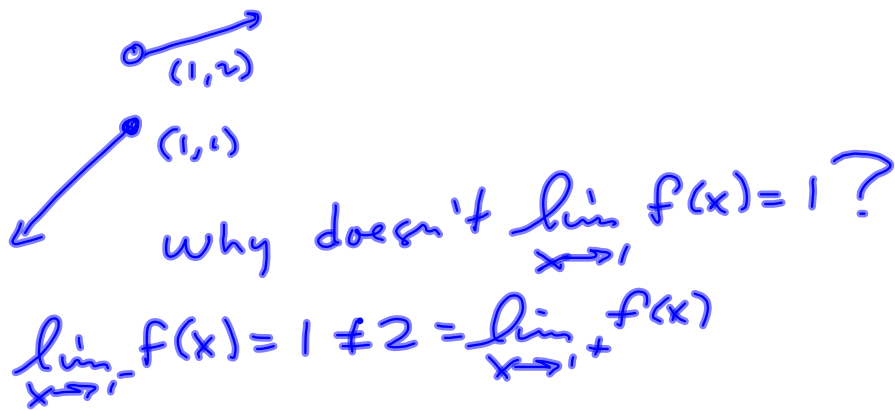 (1,2)
(1,1)
why doesn't lim x→1 f(x) = 1 ?
lim x→1⁻ f(x) = 1 ≠ 2 = lim x→1⁺ f(x)